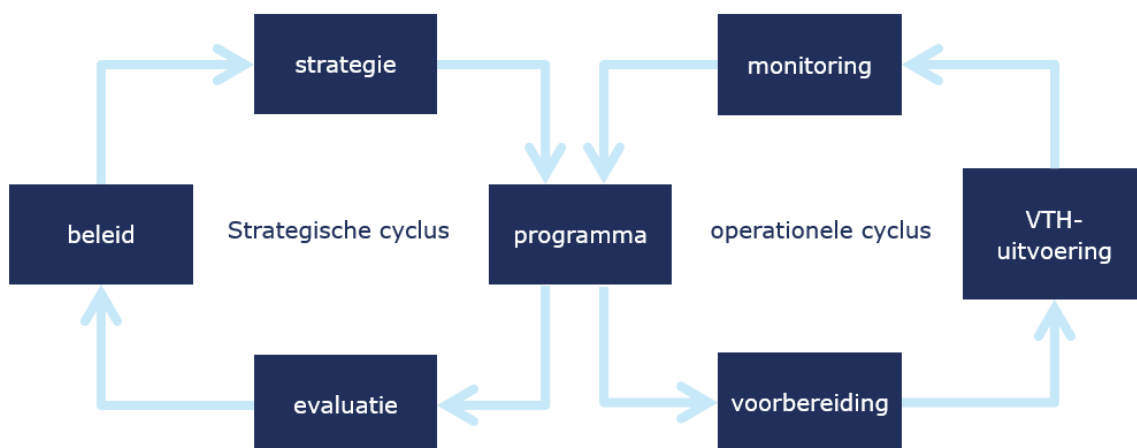 strategie
monitoring
beleid
Strategische cyclus
programma
operationele cyclus
VTH-
uitvoering
evaluatie
voorbereiding